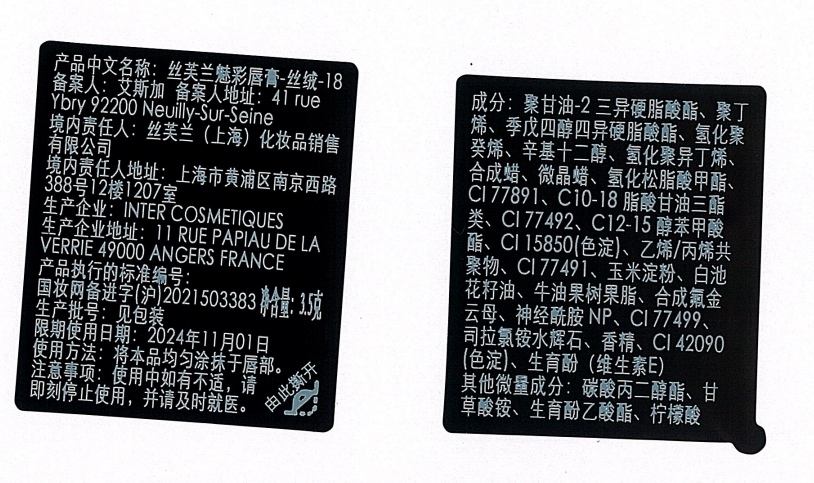 产品中文名称：丝芙兰魅彩唇膏-丝绒-18
备案人：艾斯加 备案人地址：41 rue
Ybry 92200 Neuilly-Sur-Seine
境内责任人：丝芙兰（上海）化妆品销售
有限公司
境内责任人地址：上海市黄浦区南京西路
388号12楼1207室
生产企业：INTER COSMETIQUES
生产企业地址：11 RUE PAPIAU DE LA
VERRIE 49000 ANGERS FRANCE
产品执行的标准编号：
国妆网备进字(沪)2021503383 净含量：3.5克
生产批号：见包装
限期使用日期：2024年11月01日
使用方法：将本品均匀涂抹于唇部。
注意事项：使用中如有不适，请
即刻停止使用，并请及时就医。
由此撕开
成分：聚甘油-2 三异硬脂酸酯、聚丁
烯、季戊四醇四异硬脂酸酯、氢化聚
癸烯、辛基十二醇、氢化聚异丁烯、
合成蜡、微晶蜡、氢化松脂酸甲酯、
CI 77891、C10-18 脂酸甘油三酯
类、CI 77492、C12-15 醇苯甲酸
酯、CI 15850(色淀)、乙烯/丙烯共
聚物、CI 77491、玉米淀粉、白池
花籽油、牛油果树果脂、合成氟金
云母、神经酰胺 NP、CI 77499、
司拉氯铵水辉石、香精、CI 42090
(色淀)、生育酚（维生素E）
其他微量成分：碳酸丙二醇酯、甘
草酸铵、生育酚乙酸酯、柠檬酸